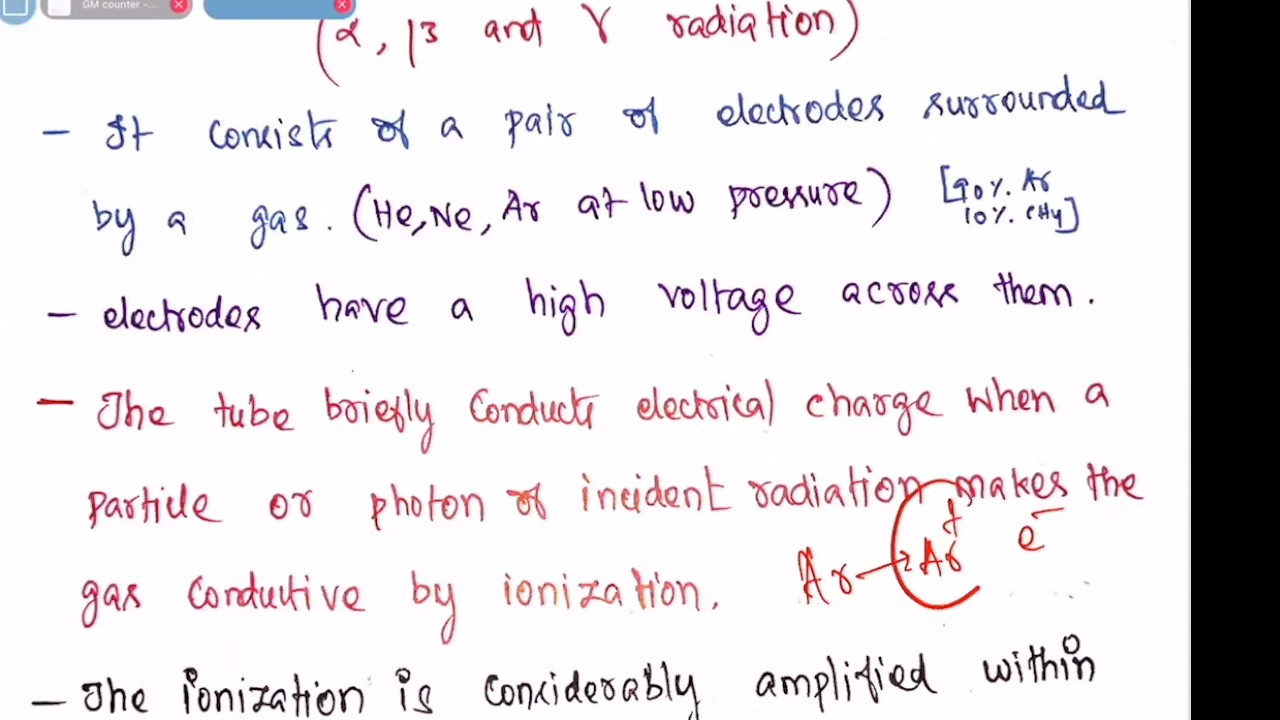 GM counter -...
(α, β and γ radiation)
- It consists of a pair of electrodes surrounded
by a gas. (He, Ne, Ar at low pressure) [90%. Ar
10%. CH4]
- electrodes have a high voltage across them.
- The tube briefly conducts electrical charge when a
particle or photon of incident radiation makes the
gas conductive by ionization. Ar → Ar+ e-
- The ionization is considerably amplified within